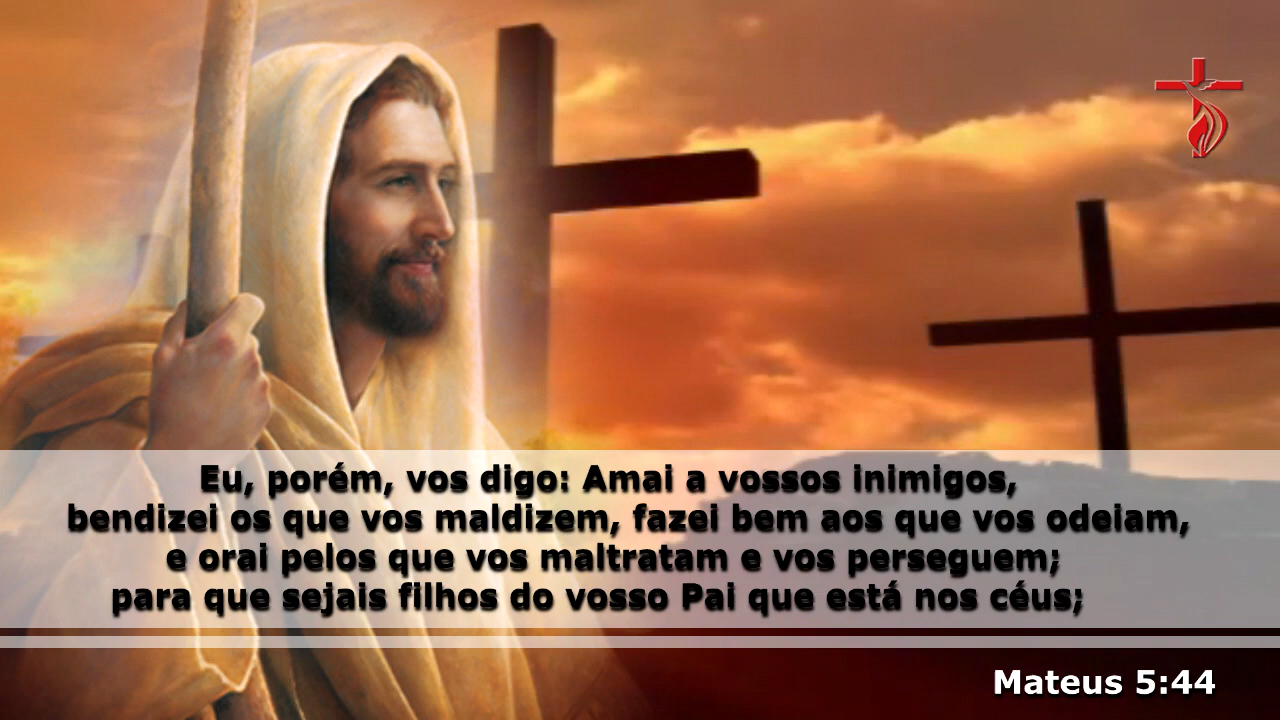 Eu, porém, vos digo: Amai a vossos inimigos,
bendizei os que vos maldizem, fazei bem aos que vos odeiam,
e orai pelos que vos maltratam e vos perseguem;
para que sejais filhos do vosso Pai que está nos céus;
Mateus 5:44